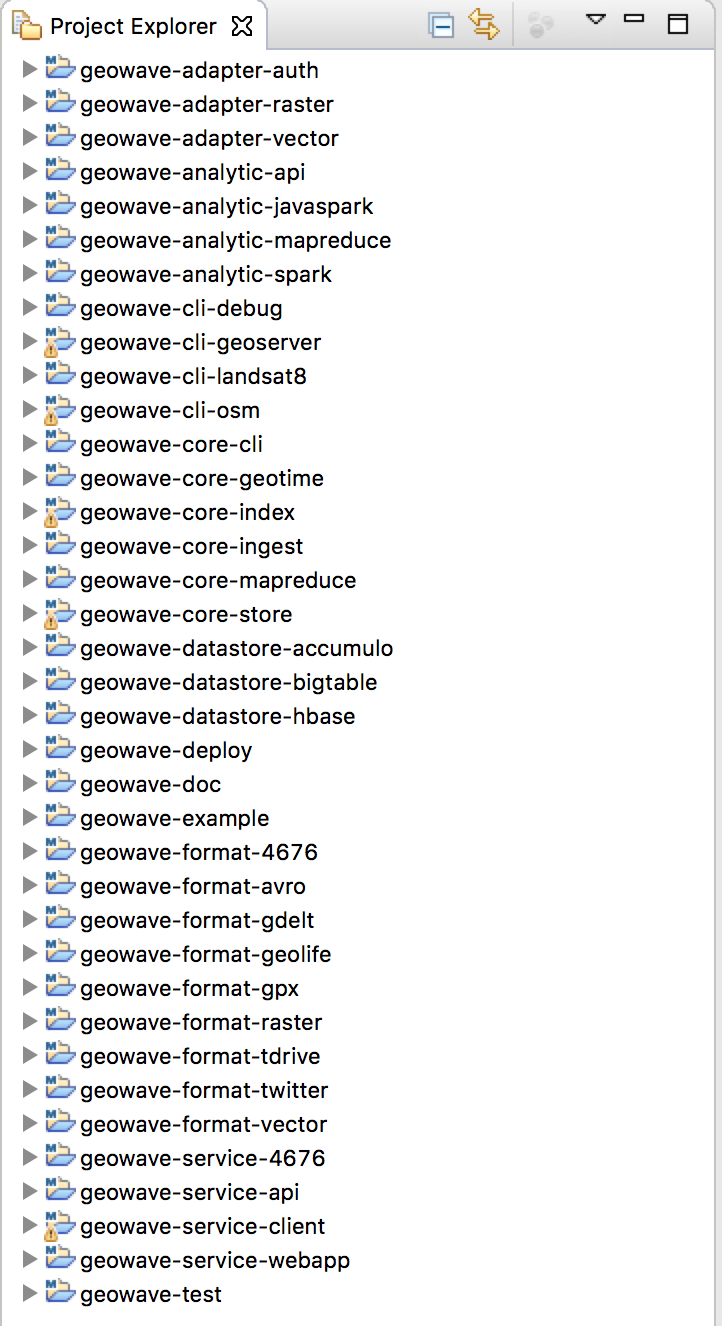 Project Explorer
geowave-adapter-auth
geowave-adapter-raster
geowave-adapter-vector
geowave-analytic-api
geowave-analytic-javaspark
geowave-analytic-mapreduce
geowave-analytic-spark
geowave-cli-debug
geowave-cli-geoserver
geowave-cli-landsat8
geowave-cli-osm
geowave-core-cli
geowave-core-geotime
geowave-core-index
geowave-core-ingest
geowave-core-mapreduce
geowave-core-store
geowave-datastore-accumulo
geowave-datastore-bigtable
geowave-datastore-hbase
geowave-deploy
geowave-doc
geowave-example
geowave-format-4676
geowave-format-avro
geowave-format-gdelt
geowave-format-geolife
geowave-format-gpx
geowave-format-raster
geowave-format-tdrive
geowave-format-twitter
geowave-format-vector
geowave-service-4676
geowave-service-api
geowave-service-client
geowave-service-webapp
geowave-test